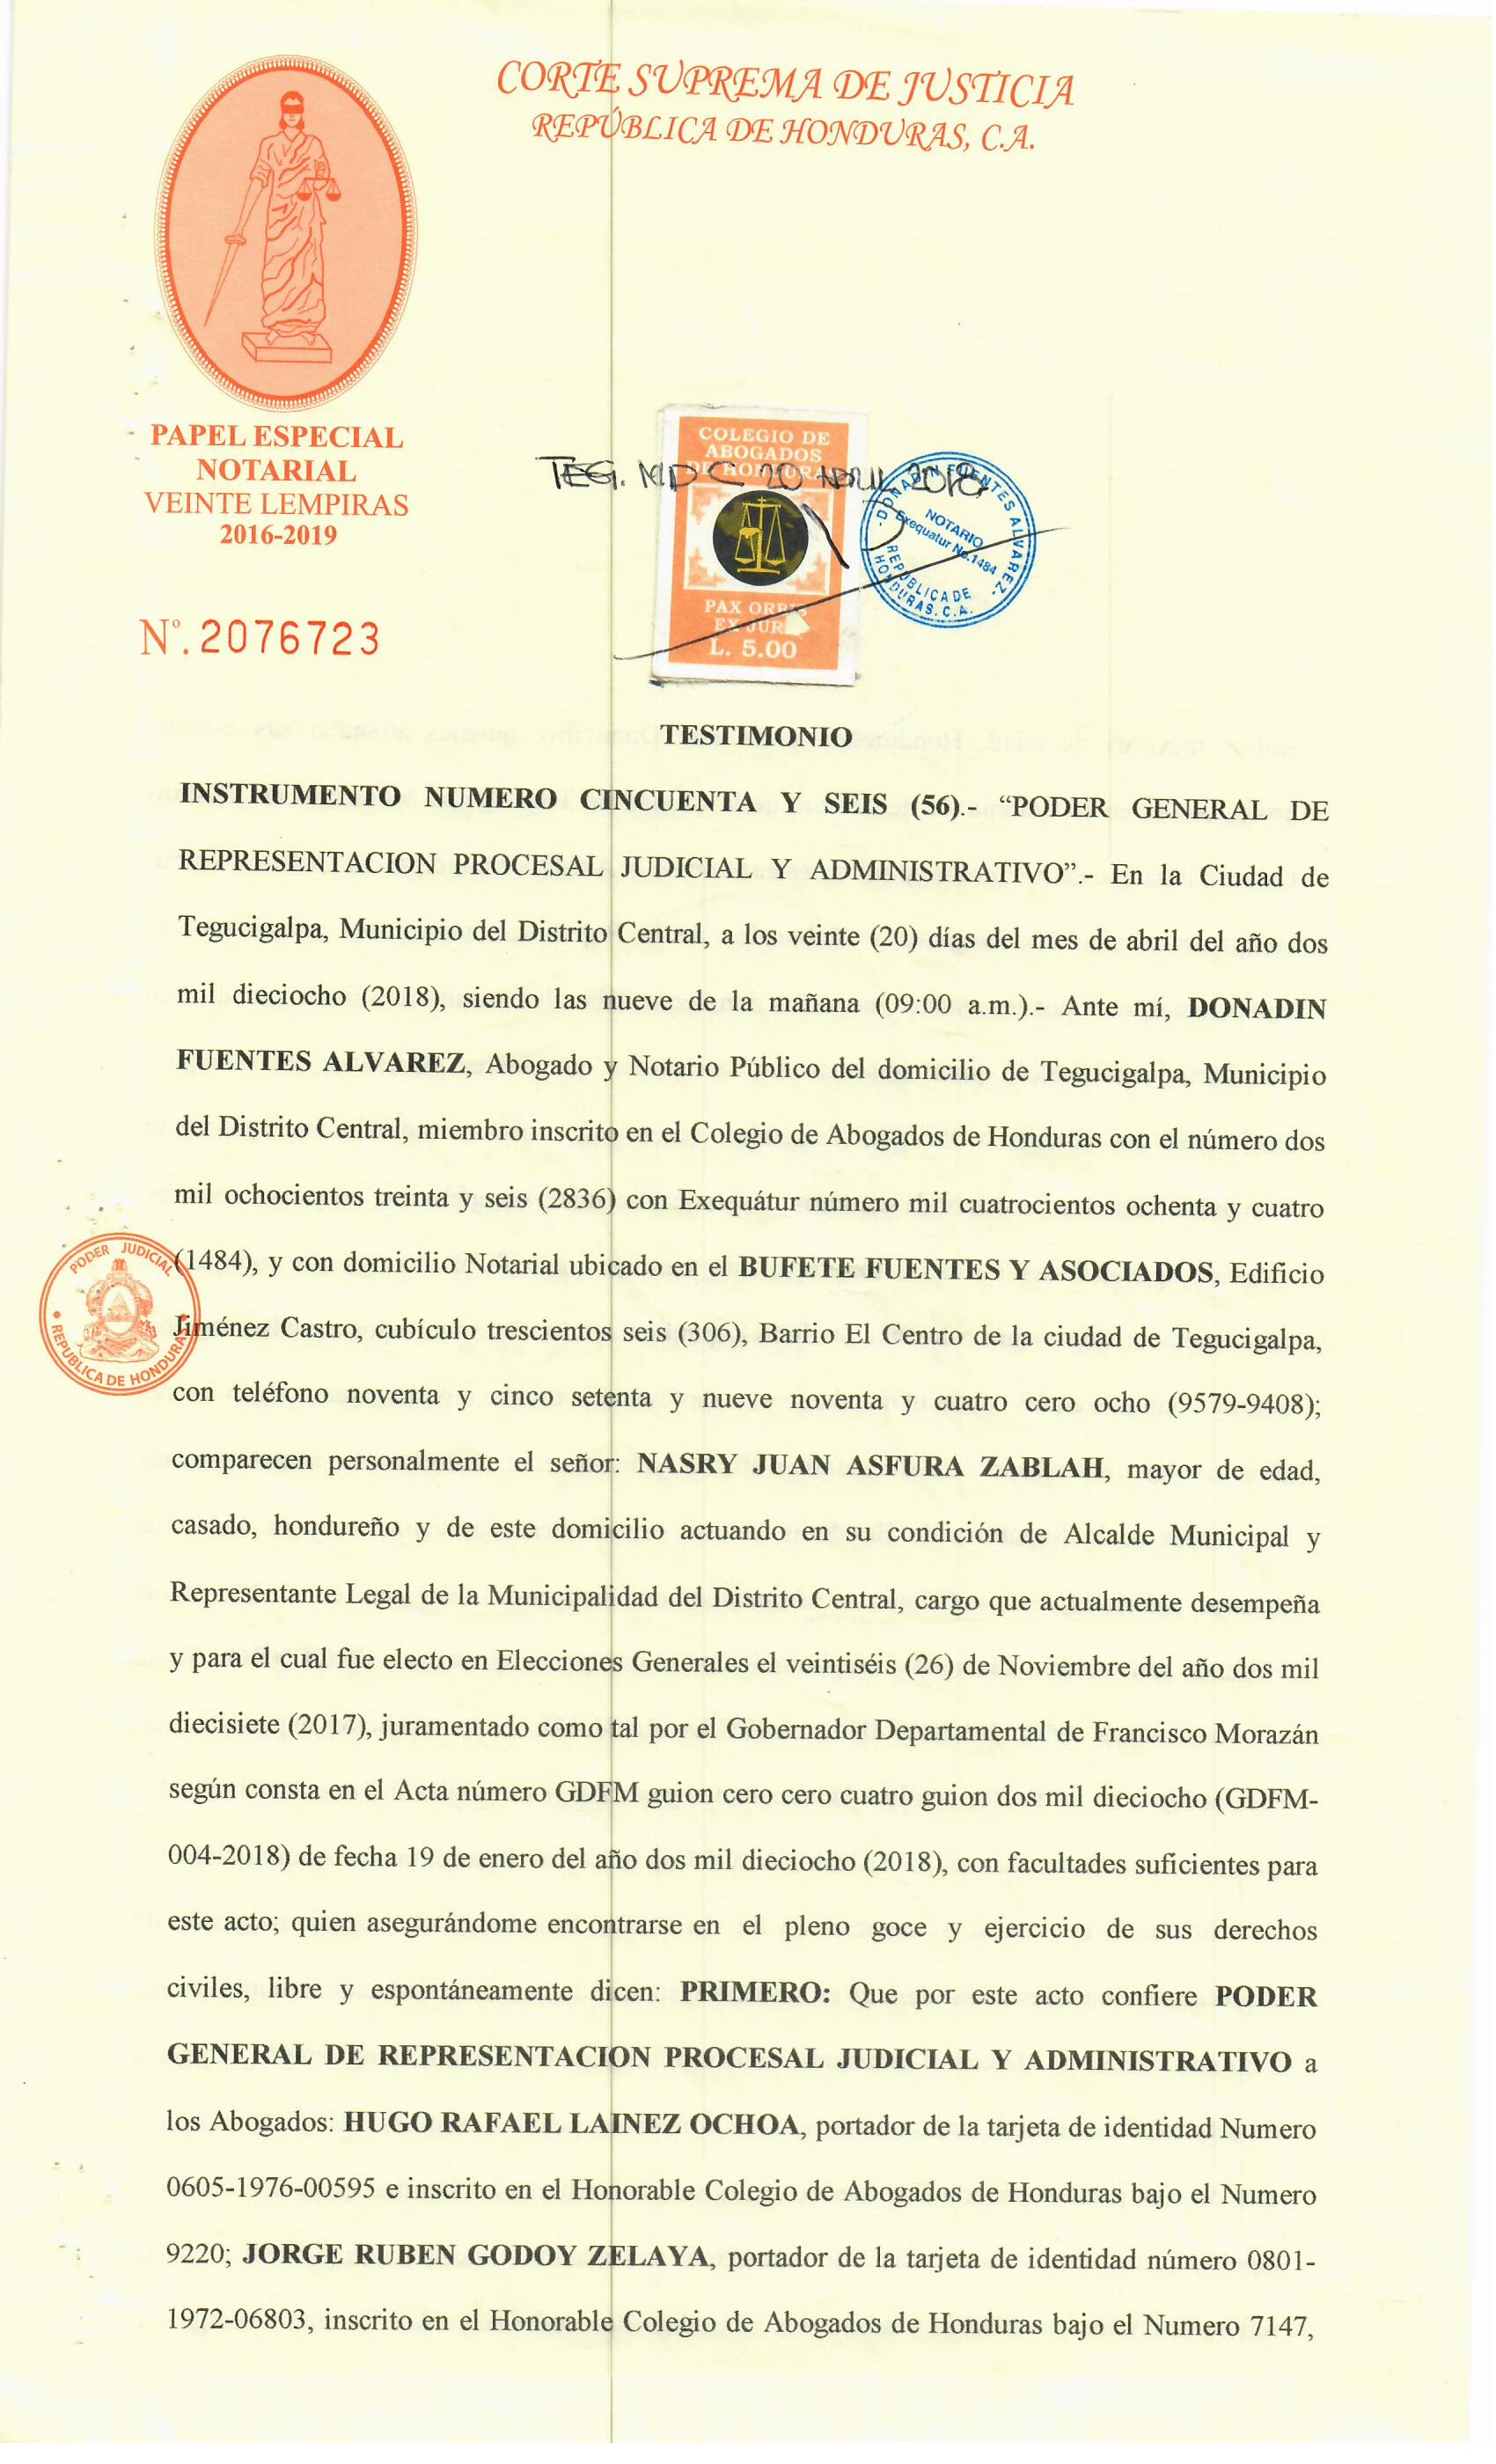 CORTE SUPREMA DE JUSTICIA
REPÚBLICA DE HONDURAS, C.A.
PAPEL ESPECIAL
NOTARIAL
VEINTE LEMPIRAS
2016-2019
Nº. 2076723
COLEGIO DE
ABOGADOS
DE HONDURAS
TEG. M D C 20 ABRIL 2018
PAX ORBIS
EX JURE
L. 5.00
-DONADIN FUENTES ALVAREZ-
NOTARIO
Exequatur No.1484
REPUBLICA DE
HONDURAS. C.A.
TESTIMONIO
INSTRUMENTO NUMERO CINCUENTA Y SEIS (56).- “PODER GENERAL DE
REPRESENTACION PROCESAL JUDICIAL Y ADMINISTRATIVO”.- En la Ciudad de
Tegucigalpa, Municipio del Distrito Central, a los veinte (20) días del mes de abril del año dos
mil dieciocho (2018), siendo las nueve de la mañana (09:00 a.m.).- Ante mí, DONADIN
FUENTES ALVAREZ, Abogado y Notario Público del domicilio de Tegucigalpa, Municipio
del Distrito Central, miembro inscrito en el Colegio de Abogados de Honduras con el número dos
mil ochocientos treinta y seis (2836) con Exequátur número mil cuatrocientos ochenta y cuatro
(1484), y con domicilio Notarial ubicado en el BUFETE FUENTES Y ASOCIADOS, Edificio
Jiménez Castro, cubículo trescientos seis (306), Barrio El Centro de la ciudad de Tegucigalpa,
con teléfono noventa y cinco setenta y nueve noventa y cuatro cero ocho (9579-9408);
comparecen personalmente el señor: NASRY JUAN ASFURA ZABLAH, mayor de edad,
casado, hondureño y de este domicilio actuando en su condición de Alcalde Municipal y
Representante Legal de la Municipalidad del Distrito Central, cargo que actualmente desempeña
y para el cual fue electo en Elecciones Generales el veintiséis (26) de Noviembre del año dos mil
diecisiete (2017), juramentado como tal por el Gobernador Departamental de Francisco Morazán
según consta en el Acta número GDFM guion cero cero cuatro guion dos mil dieciocho (GDFM-
004-2018) de fecha 19 de enero del año dos mil dieciocho (2018), con facultades suficientes para
este acto; quien asegurándome encontrarse en el pleno goce y ejercicio de sus derechos
civiles, libre y espontáneamente dicen: PRIMERO: Que por este acto confiere PODER
GENERAL DE REPRESENTACION PROCESAL JUDICIAL Y ADMINISTRATIVO a
los Abogados: HUGO RAFAEL LAINEZ OCHOA, portador de la tarjeta de identidad Numero
0605-1976-00595 e inscrito en el Honorable Colegio de Abogados de Honduras bajo el Numero
9220; JORGE RUBEN GODOY ZELAYA, portador de la tarjeta de identidad número 0801-
1972-06803, inscrito en el Honorable Colegio de Abogados de Honduras bajo el Numero 7147,
PODER JUDICIAL
REPUBLICA DE HONDURAS